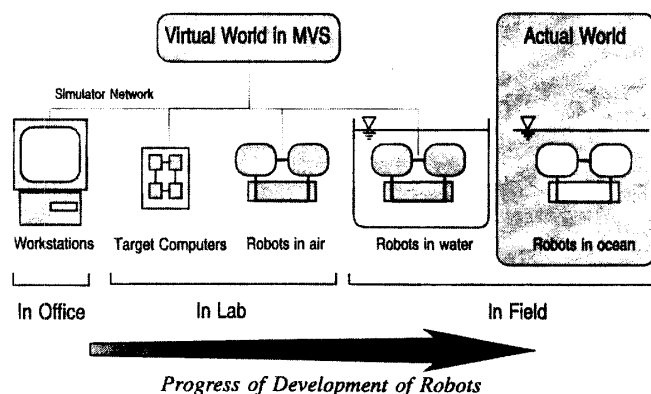 Virtual World in MVS
Actual World
Simulator Network
Workstations
Target Computers
Robots in air
Robots in water
Robots in ocean
In Office
In Lab
In Field
Progress of Development of Robots